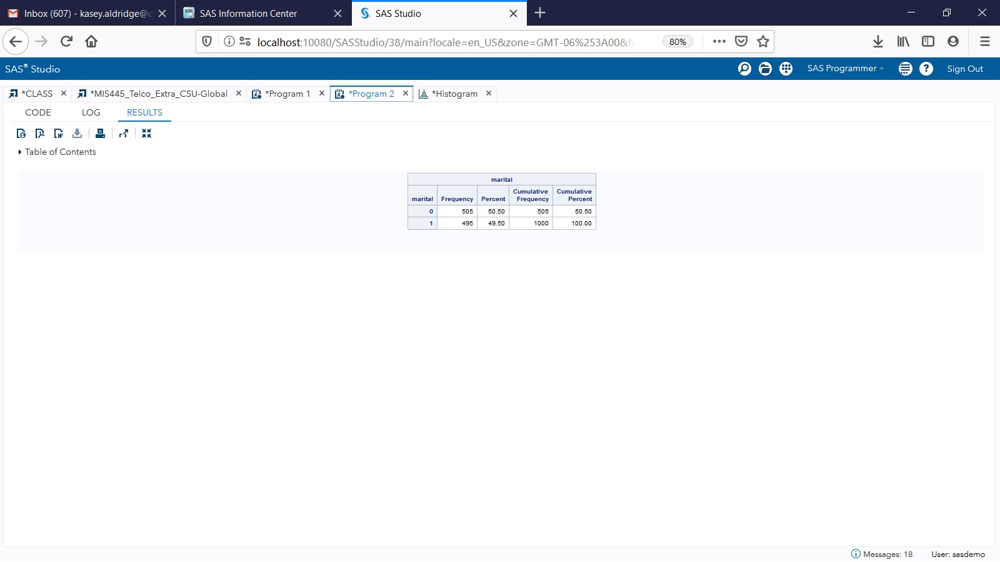 Inbox (607) - kasey.aldridge@c
SAS Information Center
SAS Studio
localhost:10080/SASStudio/38/main?locale=en_US&zone=GMT-06%253A00&h
80%
SAS® Studio
SAS Programmer
Sign Out
*CLASS
*MIS445_Telco_Extra_CSU-Global
*Program 1
*Program 2
*Histogram
CODE LOG RESULTS
Table of Contents
marital
marital Frequency Percent Cumulative Frequency Cumulative Percent
0 505 50.50 505 50.50
1 495 49.50 1000 100.00
Messages: 18 User: sasdemo